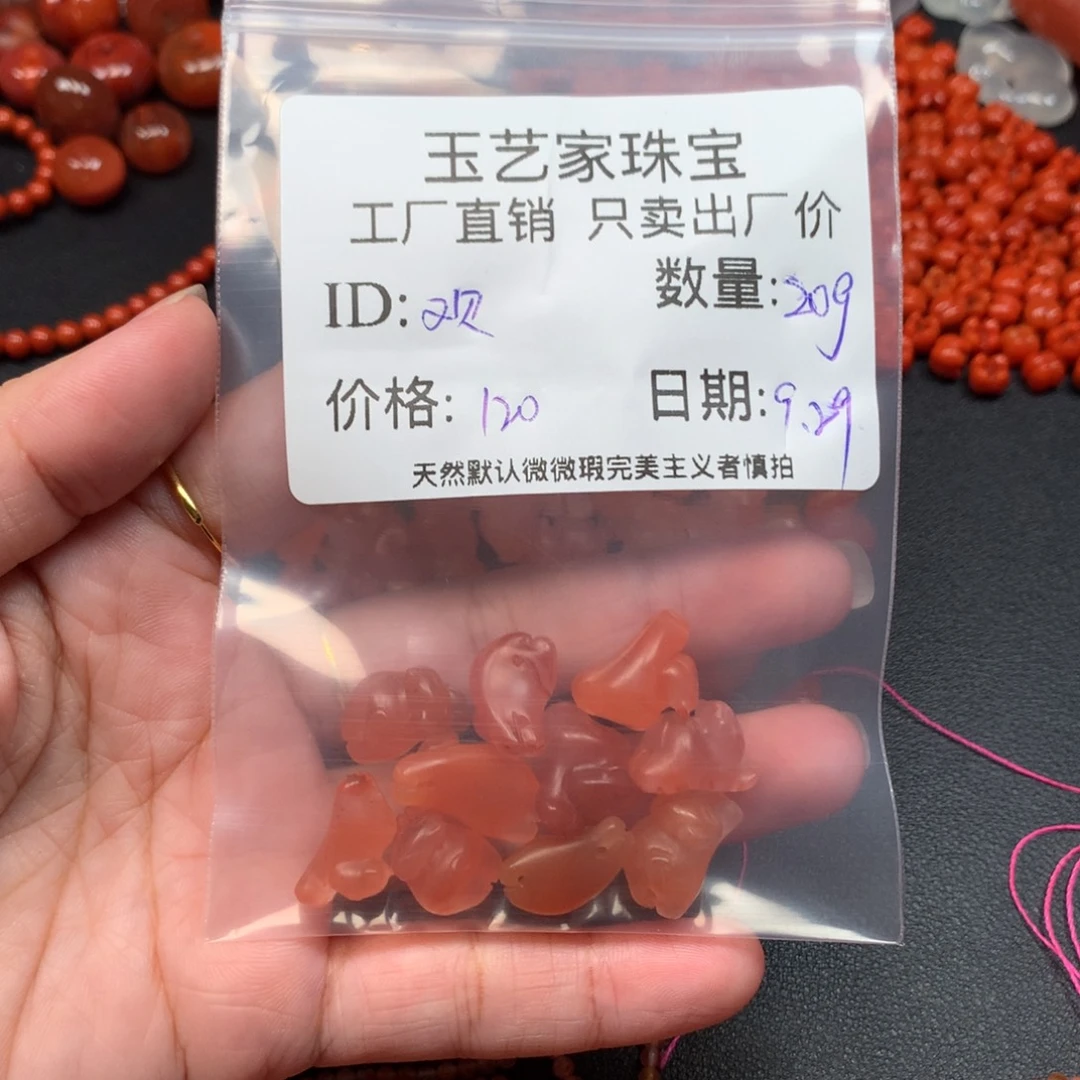 玉艺家珠宝
工厂直销 只卖出厂价
ID: 数量:20g
价格:120 日期:9.29
天然默认微微瑕完美主义者慎拍